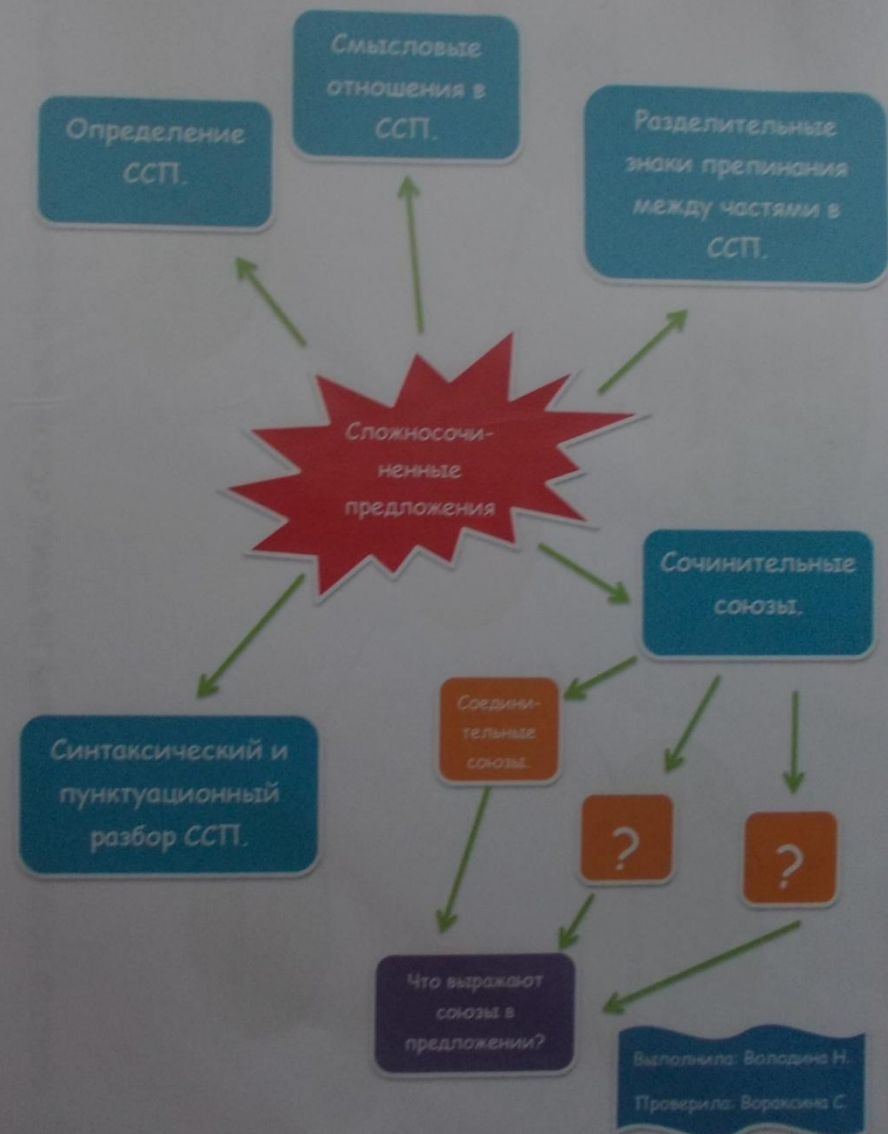 Смысловые
отношения в
ССП.
Определение
ССП.
Разделительные
знаки препинания
между частями в
ССП.
Сложносочи-
ненные
предложения
Сочинительные
союзы.
Соедини-
тельные
союзы.
Синтаксический и
пунктуационный
разбор ССП.
?
?
Что выражают
союзы в
предложении?
Выполнила: Володина Н.
Проверила: Вораксина С.